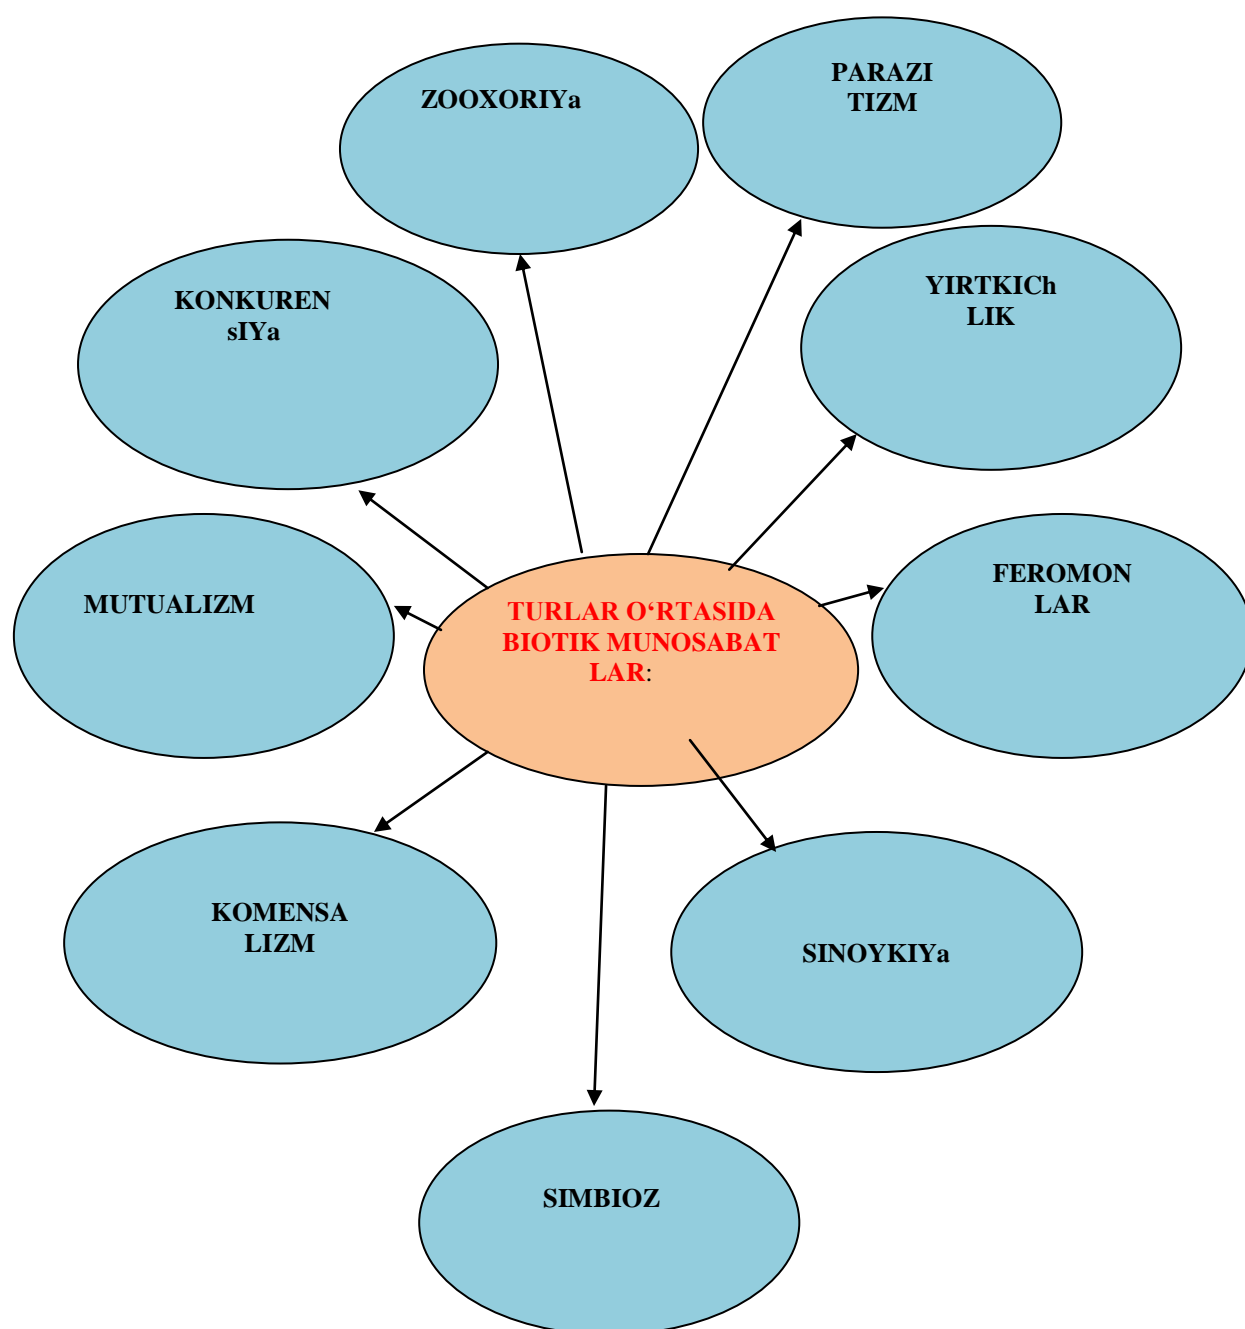 ZOOXORIYa
PARAZI
TIZM
KONKUREN
sIYa
YIRTKICh
LIK
MUTUALIZM
TURLAR O‘RTASIDA
BIOTIK MUNOSABAT
LAR:
FEROMON
LAR
KOMENSA
LIZM
SINOYKIYa
SIMBIOZ